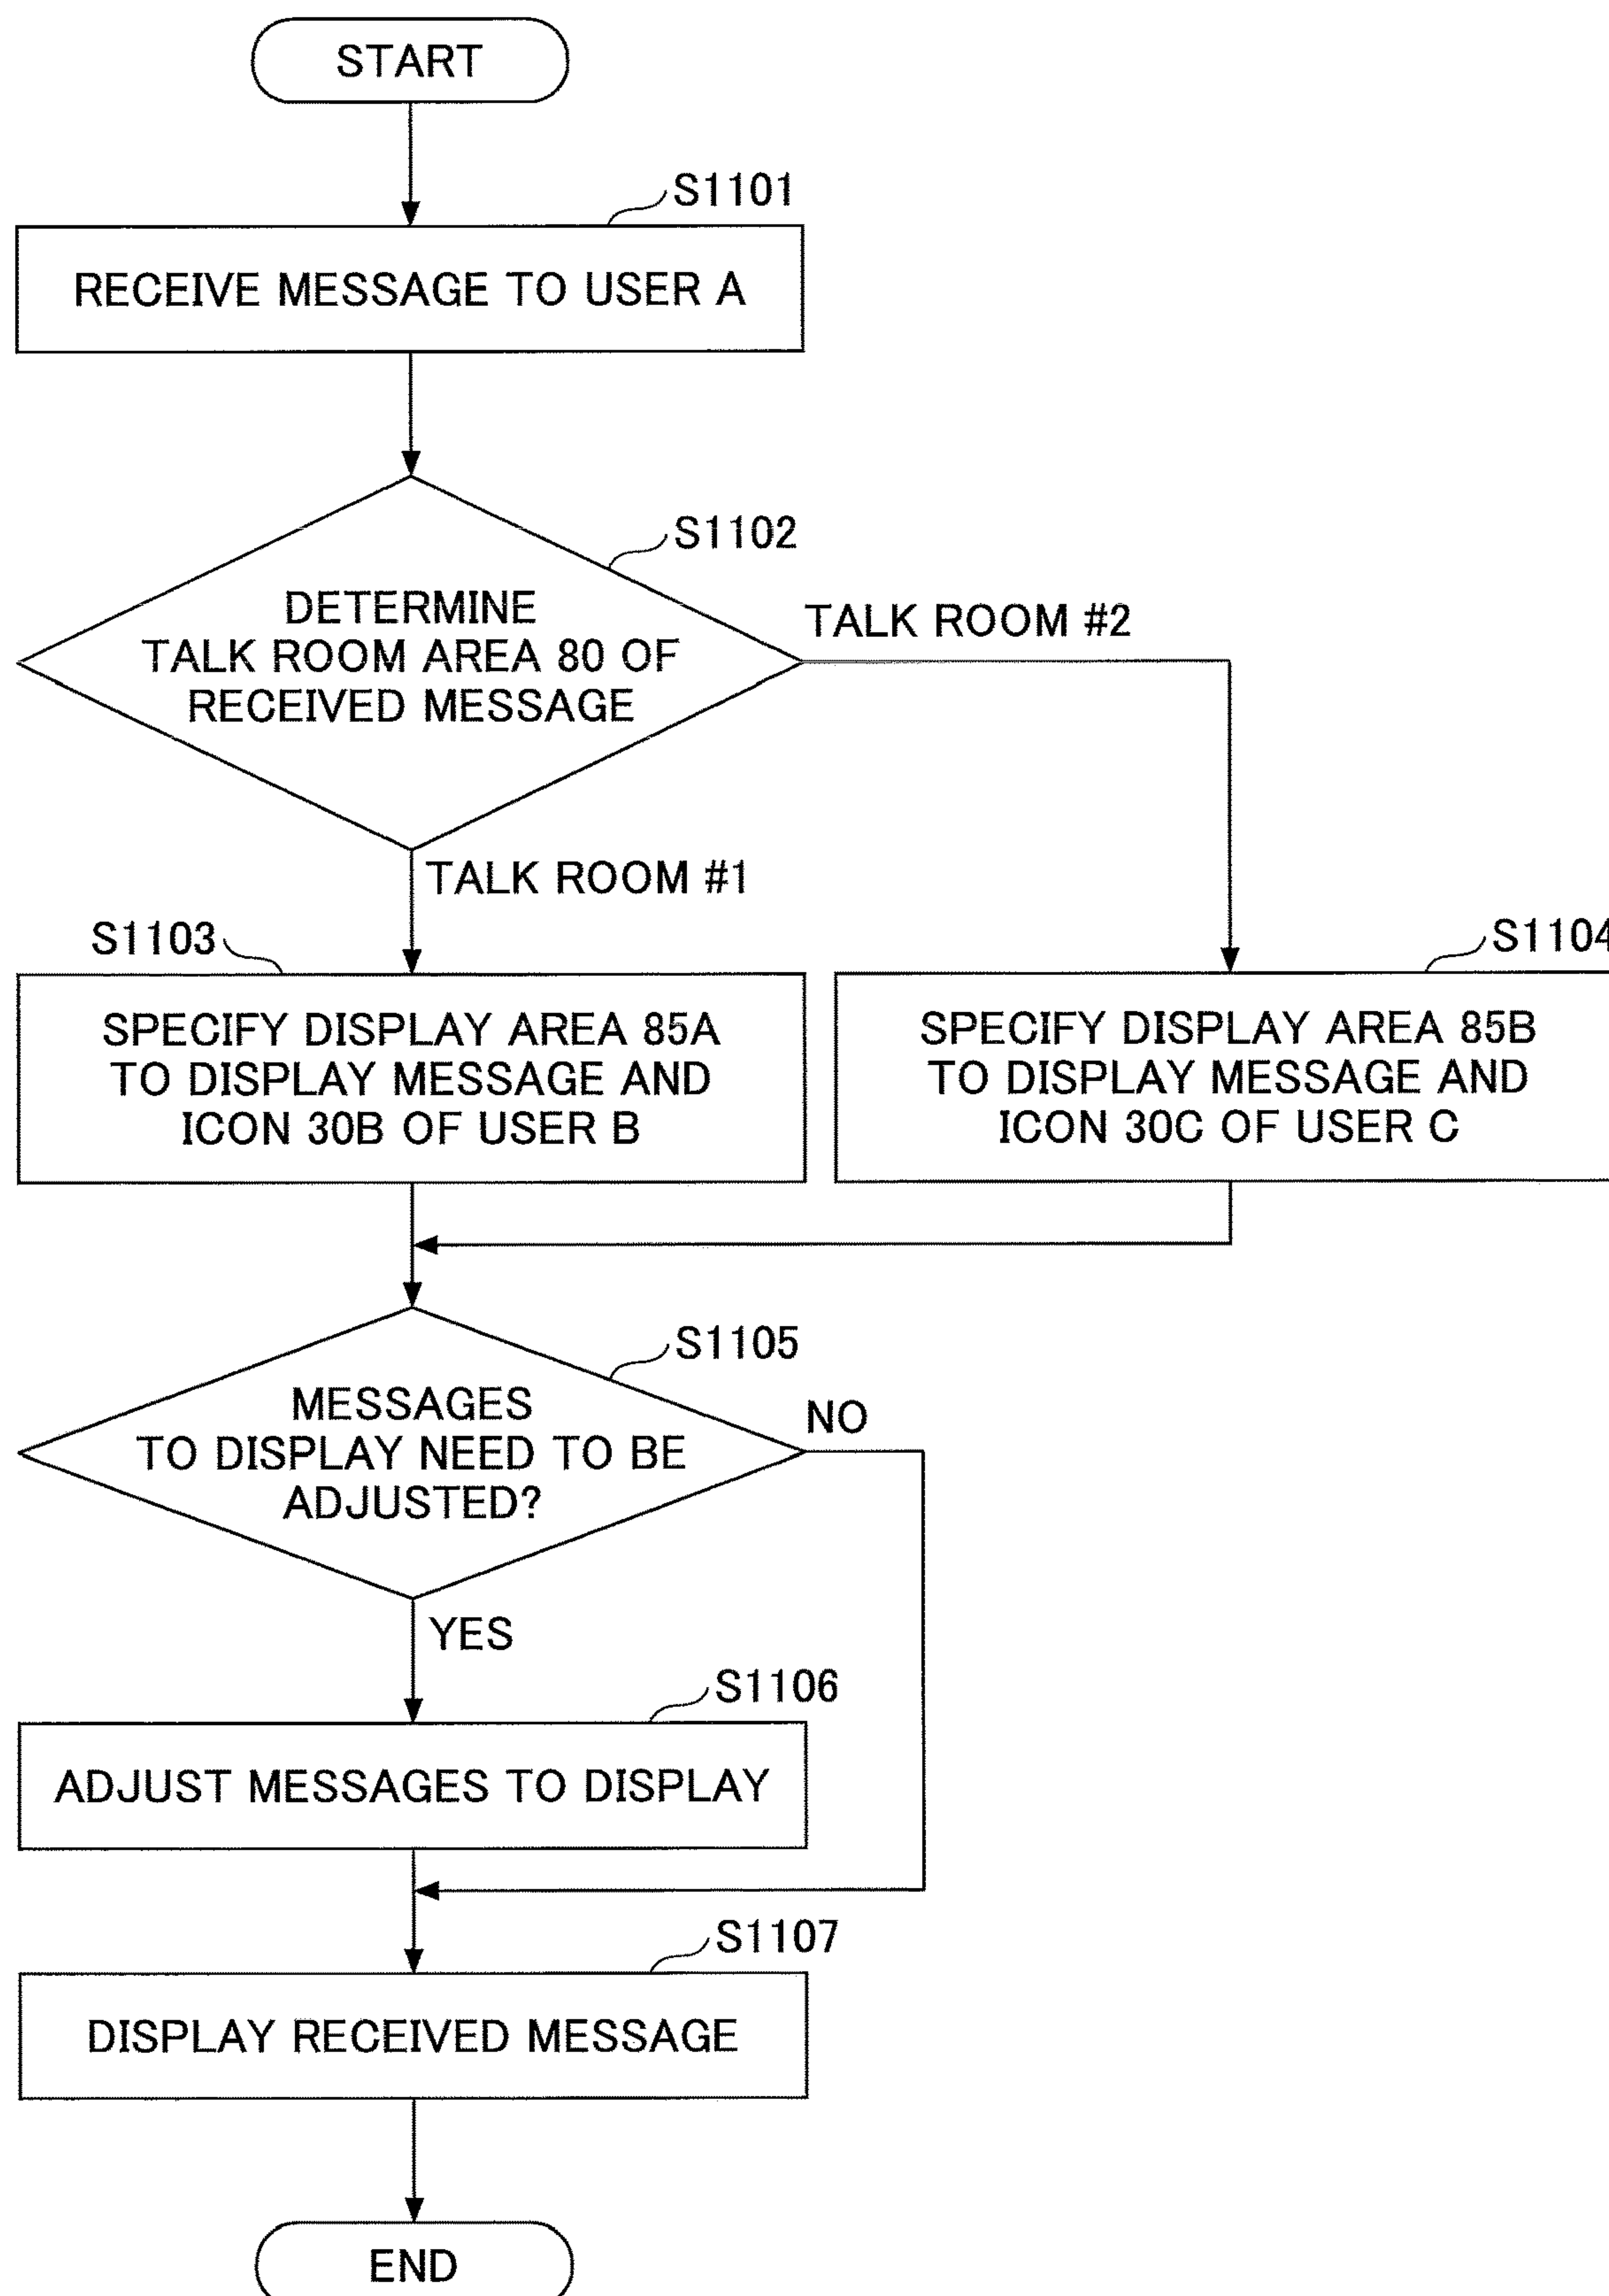 START
S1101
RECEIVE MESSAGE TO USER A
S1102
DETERMINE
TALK ROOM AREA 80 OF
RECEIVED MESSAGE
TALK ROOM #2
TALK ROOM #1
S1103
S1104
SPECIFY DISPLAY AREA 85A
TO DISPLAY MESSAGE AND
ICON 30B OF USER B
SPECIFY DISPLAY AREA 85B
TO DISPLAY MESSAGE AND
ICON 30C OF USER C
S1105
MESSAGES
TO DISPLAY NEED TO BE
ADJUSTED?
NO
YES
S1106
ADJUST MESSAGES TO DISPLAY
S1107
DISPLAY RECEIVED MESSAGE
END